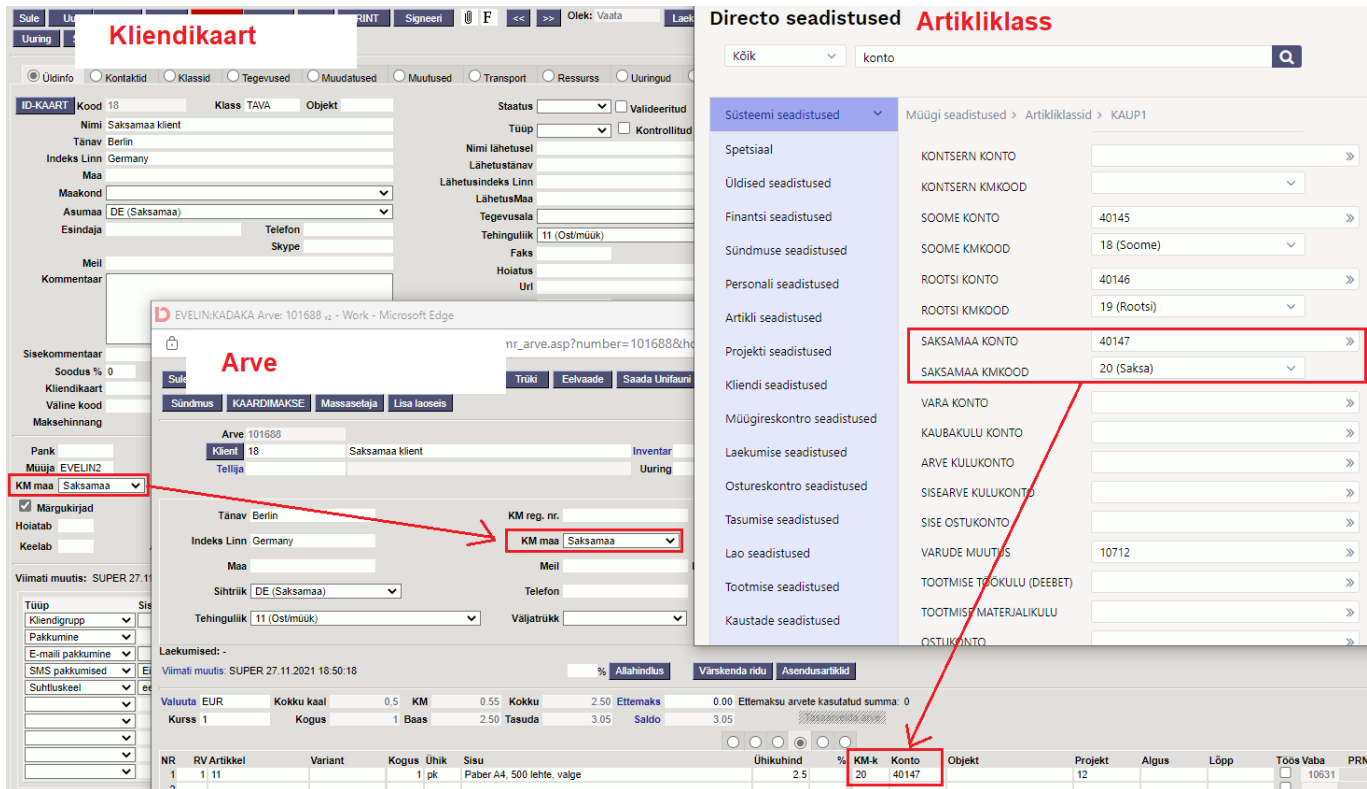 Sule
Uu
RINT
Signeeri
F
<<
>>
Olek: Vaata
Laek
Uuring
S
Kliendikaart
Üldinfo Kontaktid Klassid Tegevused Muudatused Muutused Transport Ressurss Uuringud
ID-KAART Kood 18 Klass TAVA Objekt
Nimi Saksamaa klient
Tänav Berlin
Indeks Linn Germany
Maa
Maakond
Asumaa DE (Saksamaa)
Esindaja Telefon
Skype
Meil
Kommentaar
Staatus Valideeritud
Tüüp Kontrollitud
Nimi lähetusel
Lähetustänav
Lähetusindeks Linn
LähetusMaa
Tegevusala
Tehinguliik 11 (Ost/müük)
Faks
Hoiatus
Url
Sisekommentaar
Soodus % 0
Kliendikaart
Väline kood
Maksehinnang
Pank
Müüja EVELIN2
KM maa Saksamaa
Märgukirjad
Hoiatab
Keelab
Viimati muutis: SUPER 27.11
Tüüp Sis
Kliendigrupp
Pakkumine
E-maili pakkumine
SMS pakkumised Ei
Suhtluskeel ee
EVELIN:KADAKA Arve: 101688 v2 - Work - Microsoft Edge
mr_arve.asp?number=101688&ho
Arve
Sule
Trüki Eelvaade Saada Unifauni
Sündmus KAARDIMAKSE Massasetaja Lisa laoseis
Arve 101688
Klient 18 Saksamaa klient Inventar
Tellija Uuring
Tänav Berlin KM reg. nr.
Indeks Linn Germany KM maa Saksamaa
Maa Meil
Sihtriik DE (Saksamaa) Telefon
Tehinguliik 11 (Ost/müük) Väljatrükk
Laekumised: -
Viimati muutis: SUPER 27.11.2021 18:50:18 % Allahindlus Värskenda ridu Asendusartiklid
Valuuta EUR Kokku kaal 0,5 KM 0.55 Kokku 2.50 Ettemaks 0.00 Ettemaksu arvete kasutatud summa: 0
Kurss 1 Kogus 1 Baas 2.50 Tasuda 3.05 Saldo 3.05 Tasaarvelda arve
NR RV Artikkel Variant Kogus Ühik Sisu Ühikuhind % KM-k Konto Objekt Projekt Algus Lõpp Töös Vaba PRN
1 1 11 1 pk Paber A4, 500 lehte, valge 2.5 20 40147 12 10631
2
Directo seadistused Artikliklass
Kõik konto
Süsteemi seadistused
Spetsiaal
Üldised seadistused
Finantsi seadistused
Sündmuse seadistused
Personali seadistused
Artikli seadistused
Projekti seadistused
Kliendi seadistused
Müügireskontro seadistused
Laekumise seadistused
Ostureskontro seadistused
Tasumise seadistused
Lao seadistused
Tootmise seadistused
Kaustade seadistused
Müügi seadistused > Artikliklassid > KAUP1
KONTSERN KONTO
KONTSERN KMKOOD
SOOME KONTO 40145
SOOME KMKOOD 18 (Soome)
ROOTSI KONTO 40146
ROOTSI KMKOOD 19 (Rootsi)
SAKSAMAA KONTO 40147
SAKSAMAA KMKOOD 20 (Saksa)
VARA KONTO
KAUBAKULU KONTO
ARVE KULUKONTO
SISEARVE KULUKONTO
SISE OSTUKONTO
VARUDE MUUTUS 10712
TOOTMISE TÖÖKULU (DEEBET)
TOOTMISE MATERJALIKULU
OSTUKONTO